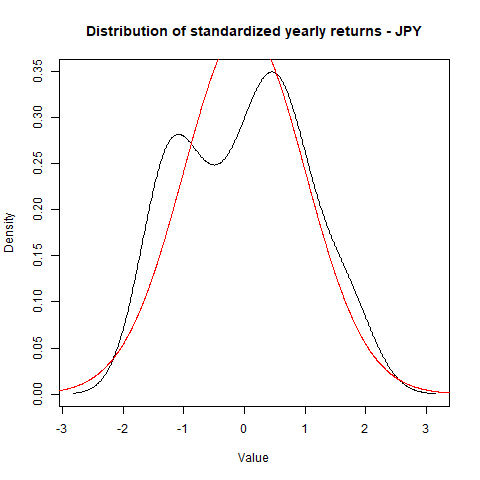 Distribution of standardized yearly returns - JPY
Density
0.35
0.30
0.25
0.20
0.15
0.10
0.05
0.00
-3 -2 -1 0 1 2 3
Value